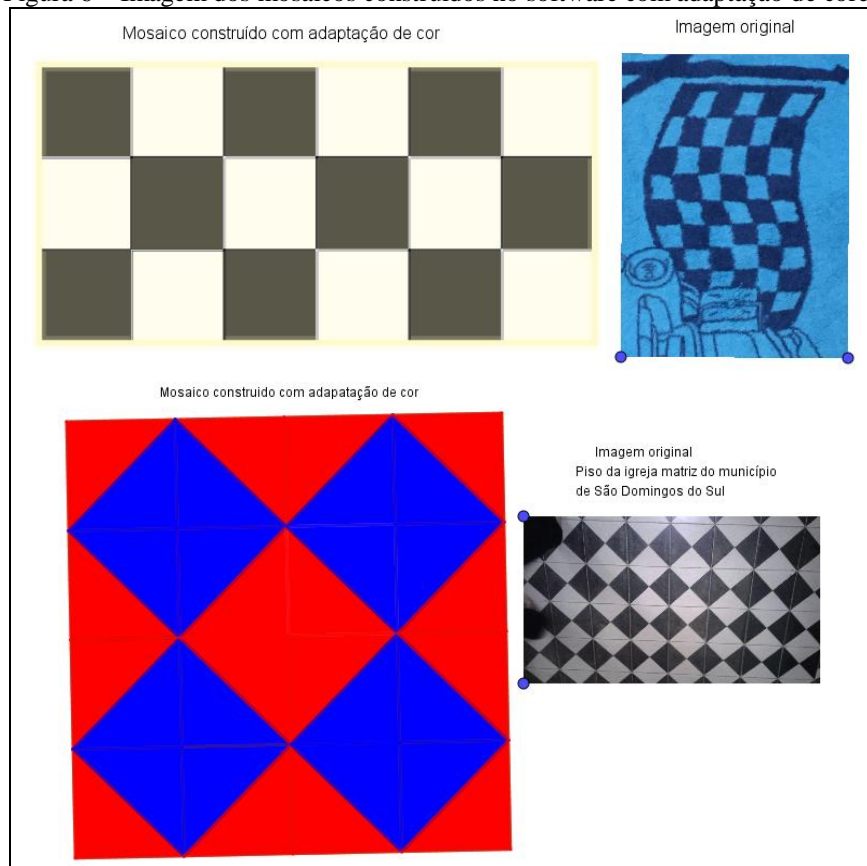 Mosaico construído com adaptação de cor
Imagem original
Mosaico construido com adapatação de cor
Imagem original
Piso da igreja matriz do município
de São Domingos do Sul